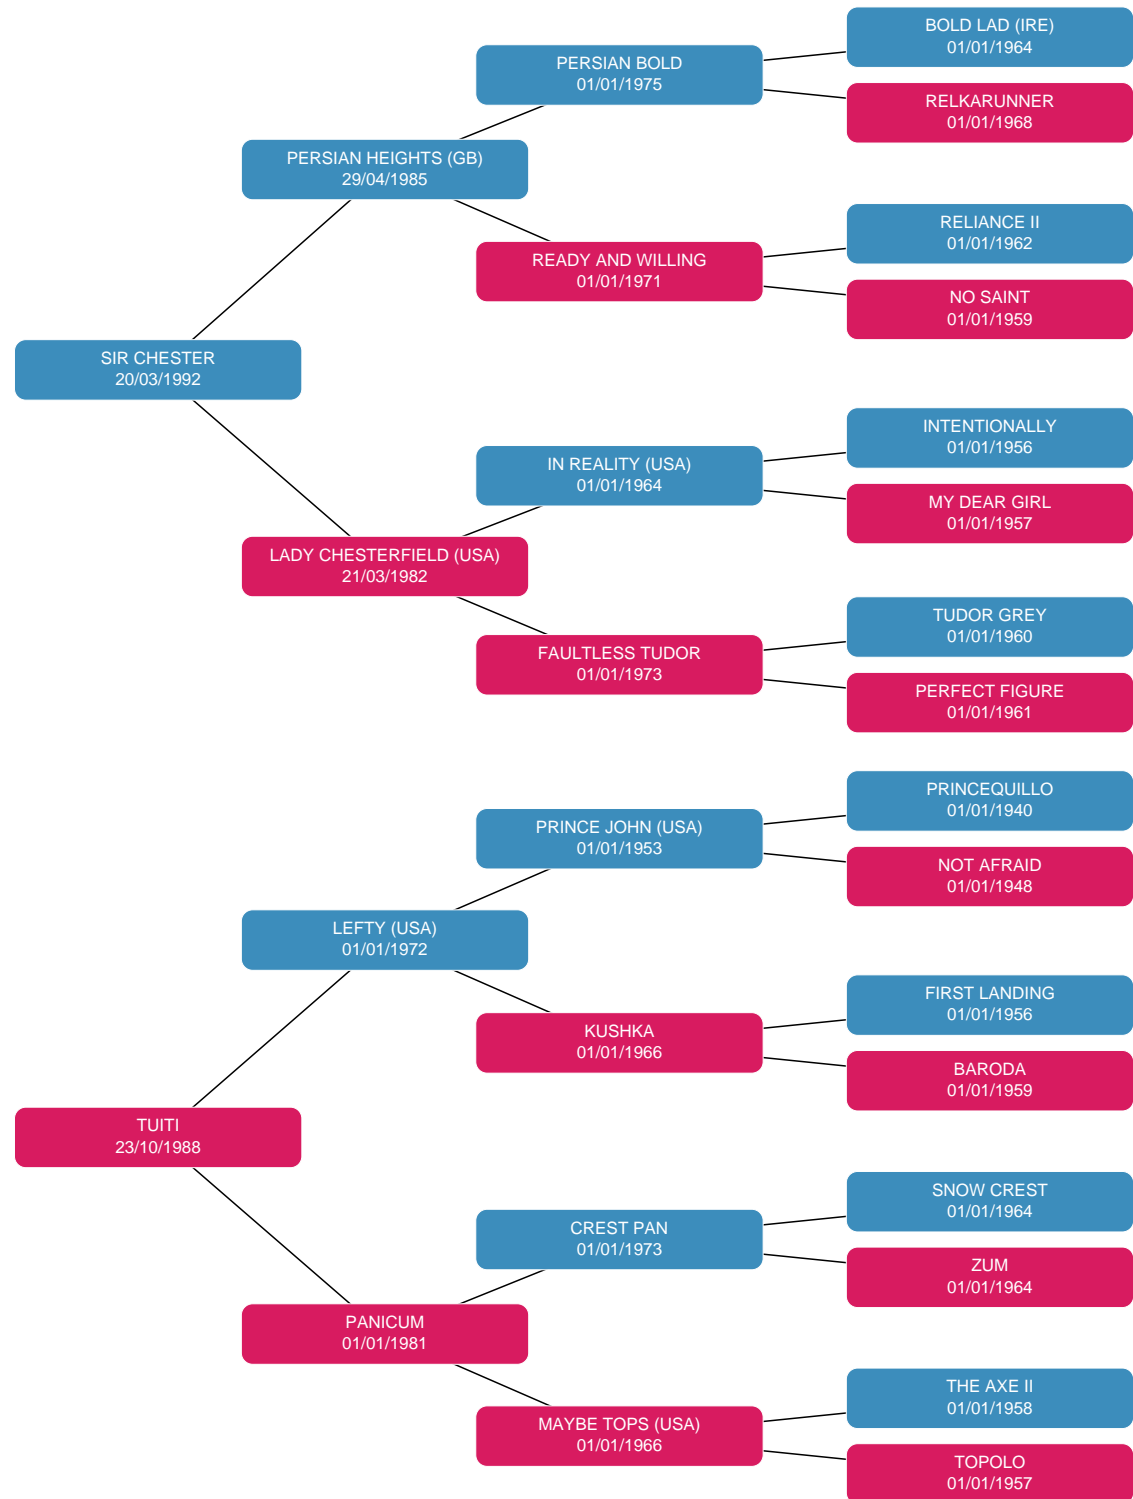 BOLD LAD (IRE)
01/01/1964
PERSIAN BOLD
01/01/1975
RELKARUNNER
01/01/1968
PERSIAN HEIGHTS (GB)
29/04/1985
RELIANCE II
01/01/1962
READY AND WILLING
01/01/1971
NO SAINT
01/01/1959
SIR CHESTER
20/03/1992
INTENTIONALLY
01/01/1956
IN REALITY (USA)
01/01/1964
MY DEAR GIRL
01/01/1957
LADY CHESTERFIELD (USA)
21/03/1982
TUDOR GREY
01/01/1960
FAULTLESS TUDOR
01/01/1973
PERFECT FIGURE
01/01/1961
PRINCEQUILLO
01/01/1940
PRINCE JOHN (USA)
01/01/1953
NOT AFRAID
01/01/1948
LEFTY (USA)
01/01/1972
FIRST LANDING
01/01/1956
KUSHKA
01/01/1966
BARODA
01/01/1959
TUITI
23/10/1988
SNOW CREST
01/01/1964
CREST PAN
01/01/1973
ZUM
01/01/1964
PANICUM
01/01/1981
THE AXE II
01/01/1958
MAYBE TOPS (USA)
01/01/1966
TOPOLO
01/01/1957